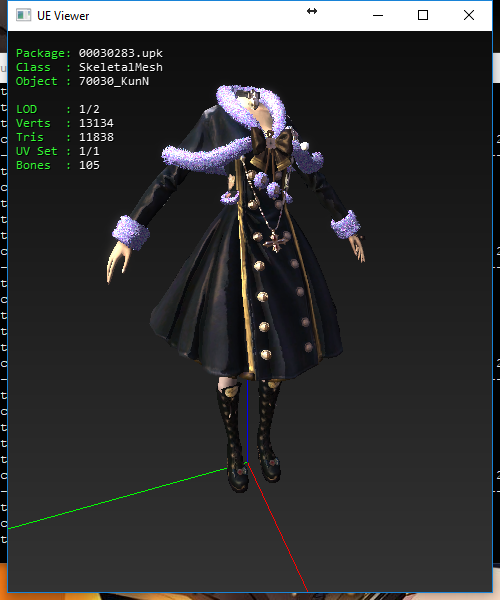 UE Viewer
Package: 00030283.upk
Class : SkeletalMesh
Object : 70030_KunN
LOD : 1/2
Verts : 13134
Tris : 11838
UV Set : 1/1
Bones : 105